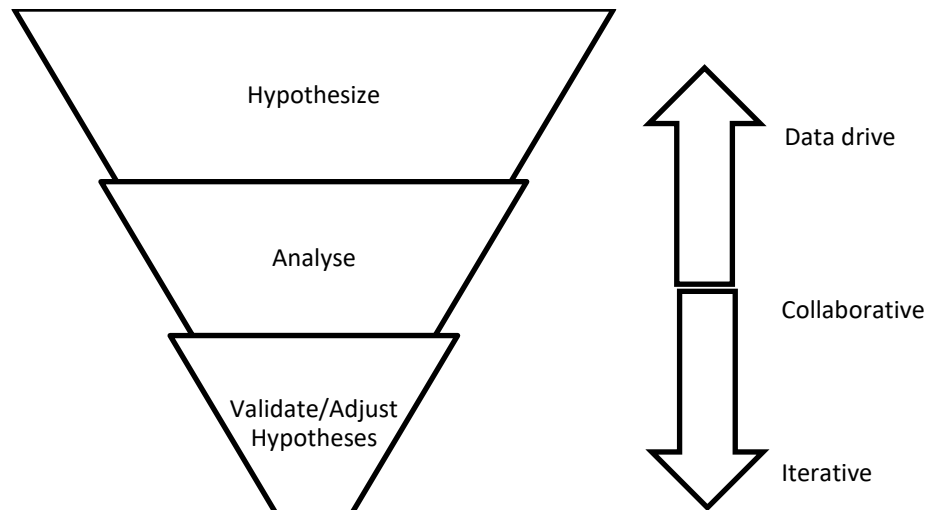 Hypothesize
Data drive
Analyse
Collaborative
Validate/Adjust
Hypotheses
Iterative